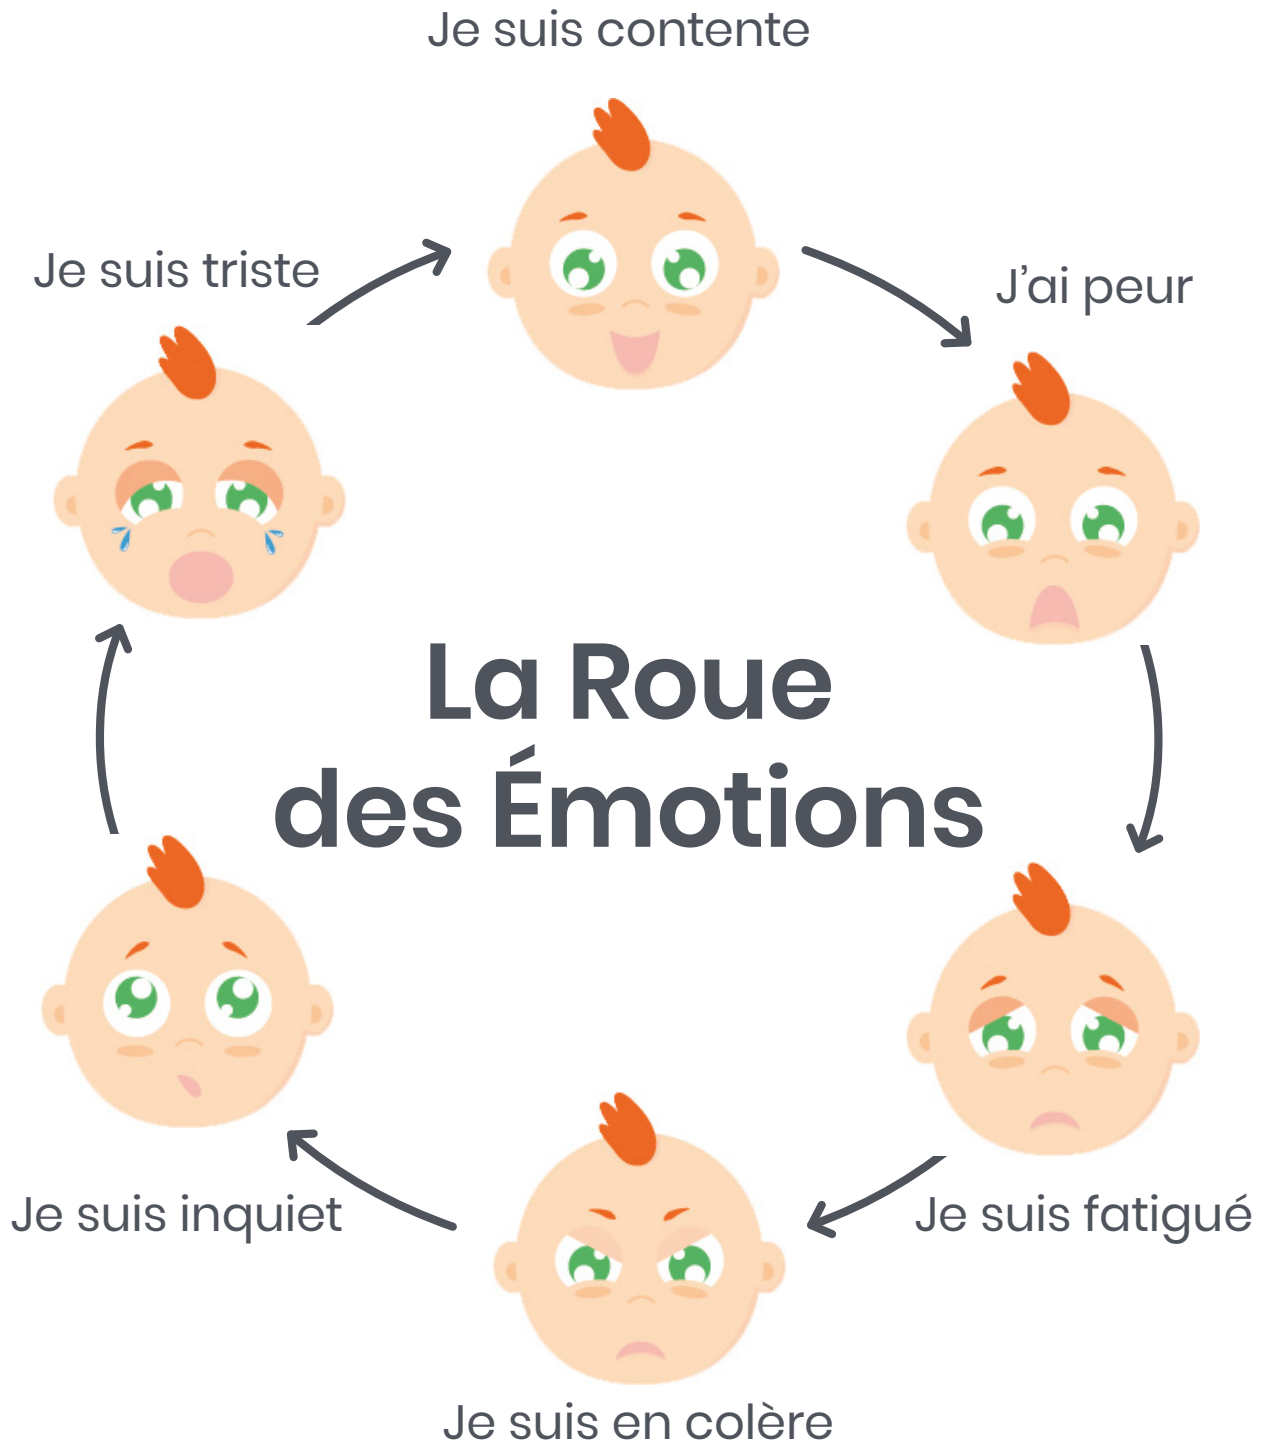 Je suis contente
Je suis triste
J'ai peur
La Roue
des Émotions
Je suis inquiet
Je suis fatigué
Je suis en colère